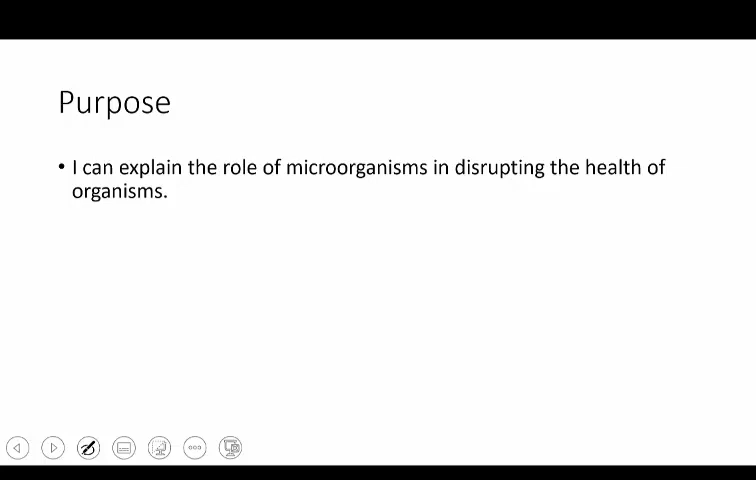 Purpose
• I can explain the role of microorganisms in disrupting the health of
organisms.